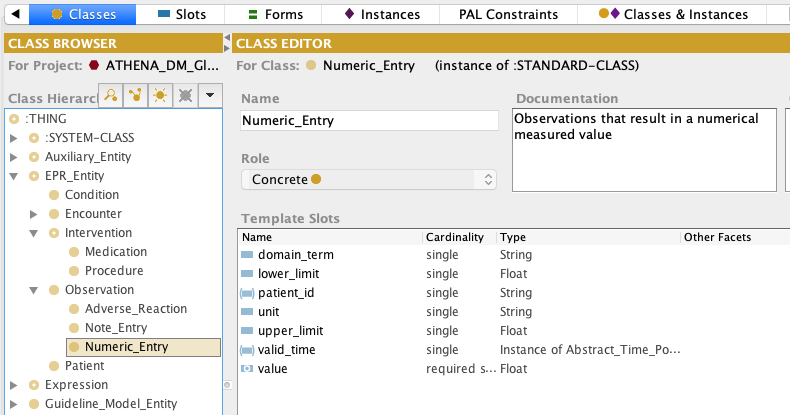 Classes Slots Forms Instances PAL Constraints Classes & Instances
CLASS BROWSER
For Project: ATHENA_DM_Gl...
Class Hierarc
:THING
:SYSTEM-CLASS
Auxiliary_Entity
EPR_Entity
Condition
Encounter
Intervention
Medication
Procedure
Observation
Adverse_Reaction
Note_Entry
Numeric_Entry
Patient
Expression
Guideline_Model_Entity
CLASS EDITOR
For Class: Numeric_Entry (instance of :STANDARD-CLASS)
Name
Numeric_Entry
Role
Concrete
Documentation
Observations that result in a numerical
measured value
Template Slots
Name Cardinality Type Other Facets
domain_term single String
lower_limit single Float
patient_id single String
unit single String
upper_limit single Float
valid_time single Instance of Abstract_Time_Po...
value required s... Float